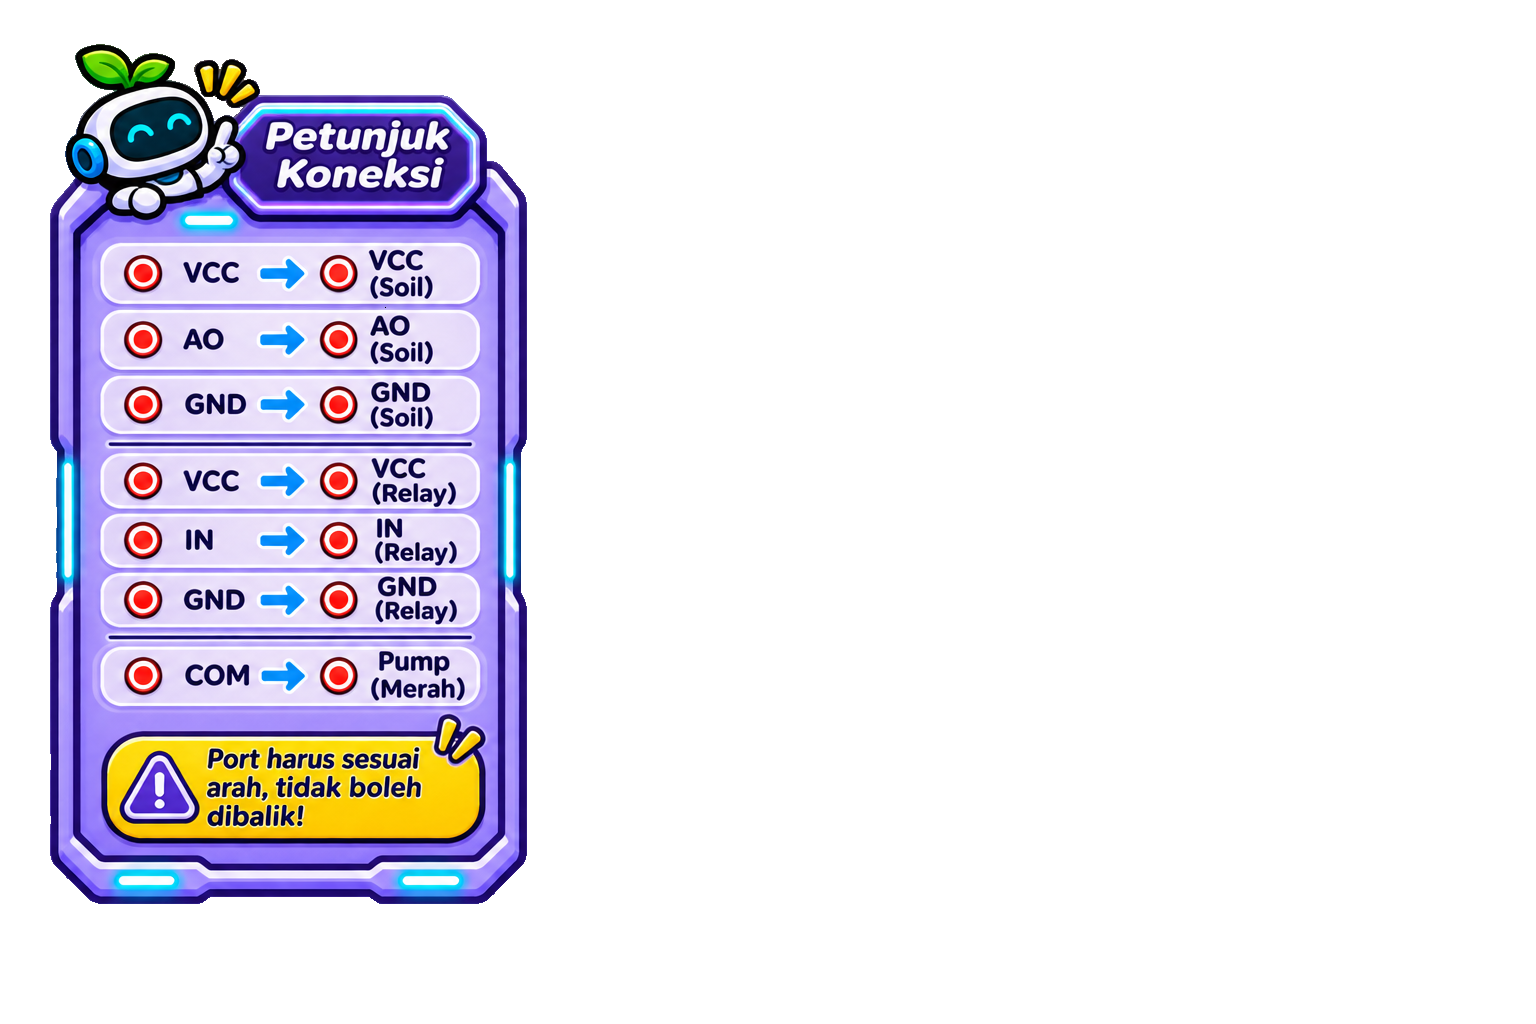 Petunjuk
Koneksi
VCC
VCC
(Soil)
AO
AO
(Soil)
GND
GND
(Soil)
VCC
VCC
(Relay)
IN
IN
(Relay)
GND
GND
(Relay)
COM
Pump
(Merah)
Port harus sesuai
arah, tidak boleh
dibalik!